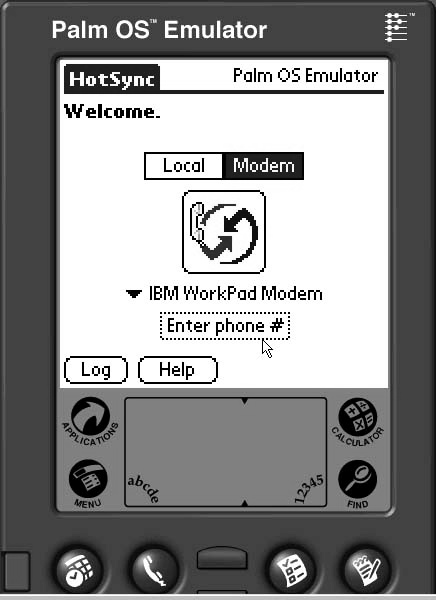 Palm OS™ Emulator
HotSync Palm OS Emulator
Welcome.
Local Modem
IBM WorkPad Modem
Enter phone #
Log Help
APPLICATIONS CALCULATOR
MENU abcde 12345 FIND